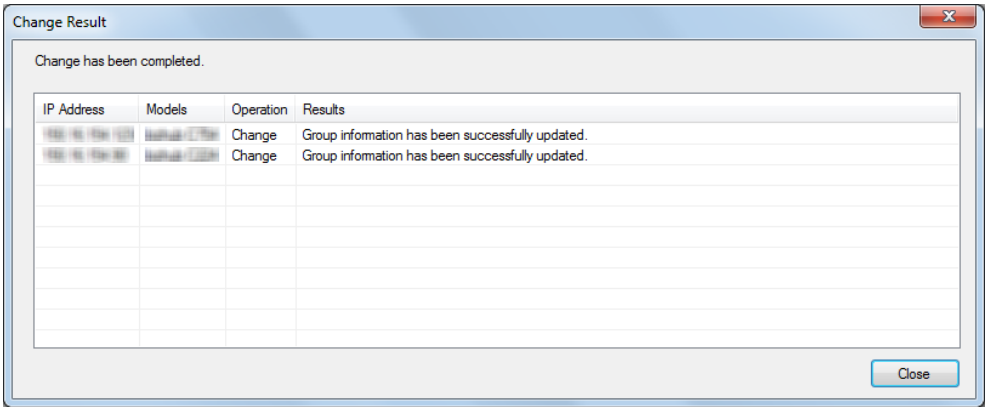 Change Result
Change has been completed.
IP Address Models Operation Results
Change Group information has been successfully updated.
Change Group information has been successfully updated.
Close